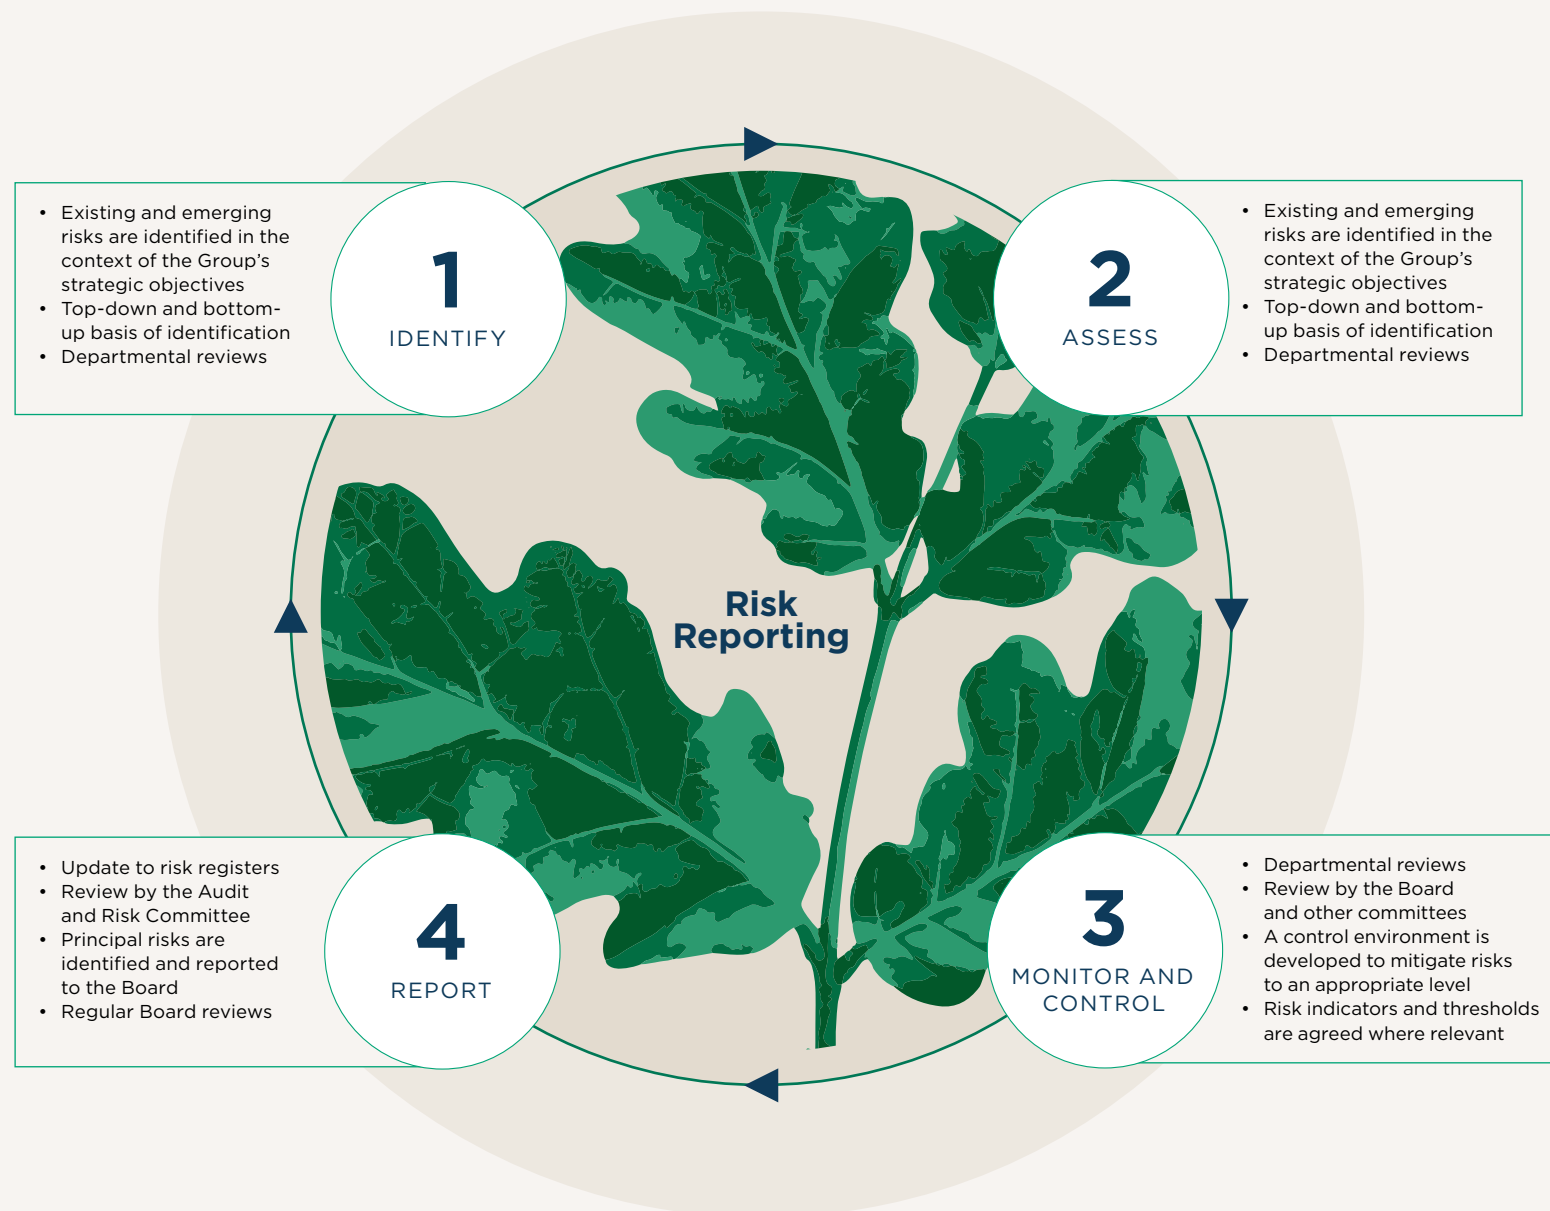 • Existing and emerging
risks are identified in the
context of the Group’s
strategic objectives
• Top-down and bottom-
up basis of identification
• Departmental reviews
1
IDENTIFY
2
ASSESS
• Existing and emerging
risks are identified in the
context of the Group’s
strategic objectives
• Top-down and bottom-
up basis of identification
• Departmental reviews
Risk
Reporting
3
MONITOR AND
CONTROL
• Departmental reviews
• Review by the Board
and other committees
• A control environment is
developed to mitigate risks
to an appropriate level
• Risk indicators and thresholds
are agreed where relevant
• Update to risk registers
• Review by the Audit
and Risk Committee
• Principal risks are
identified and reported
to the Board
• Regular Board reviews
4
REPORT